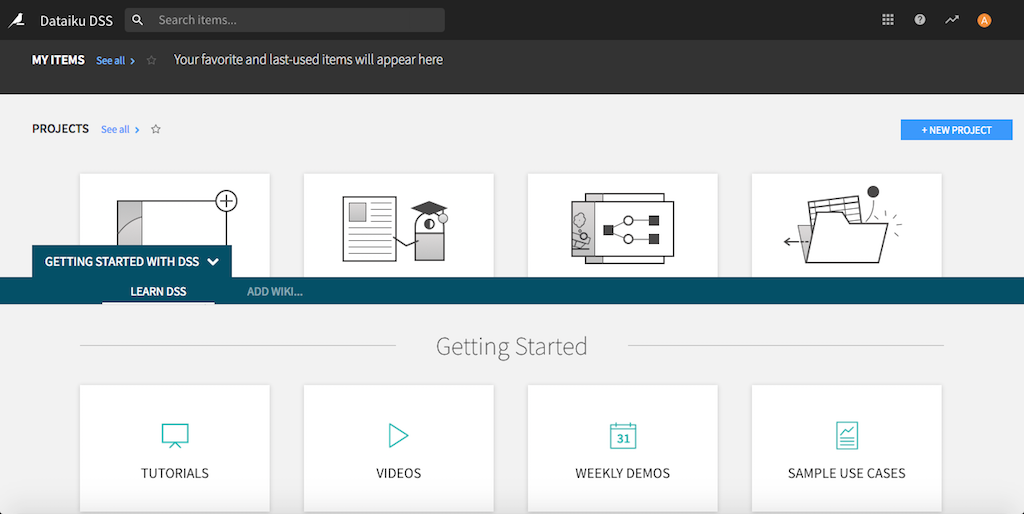 Dataiku DSS
Search items...
A
MY ITEMS
See all
Your favorite and last-used items will appear here
PROJECTS
See all
+ NEW PROJECT
GETTING STARTED WITH DSS
LEARN DSS
ADD WIKI...
Getting Started
31
TUTORIALS
VIDEOS
WEEKLY DEMOS
SAMPLE USE CASES